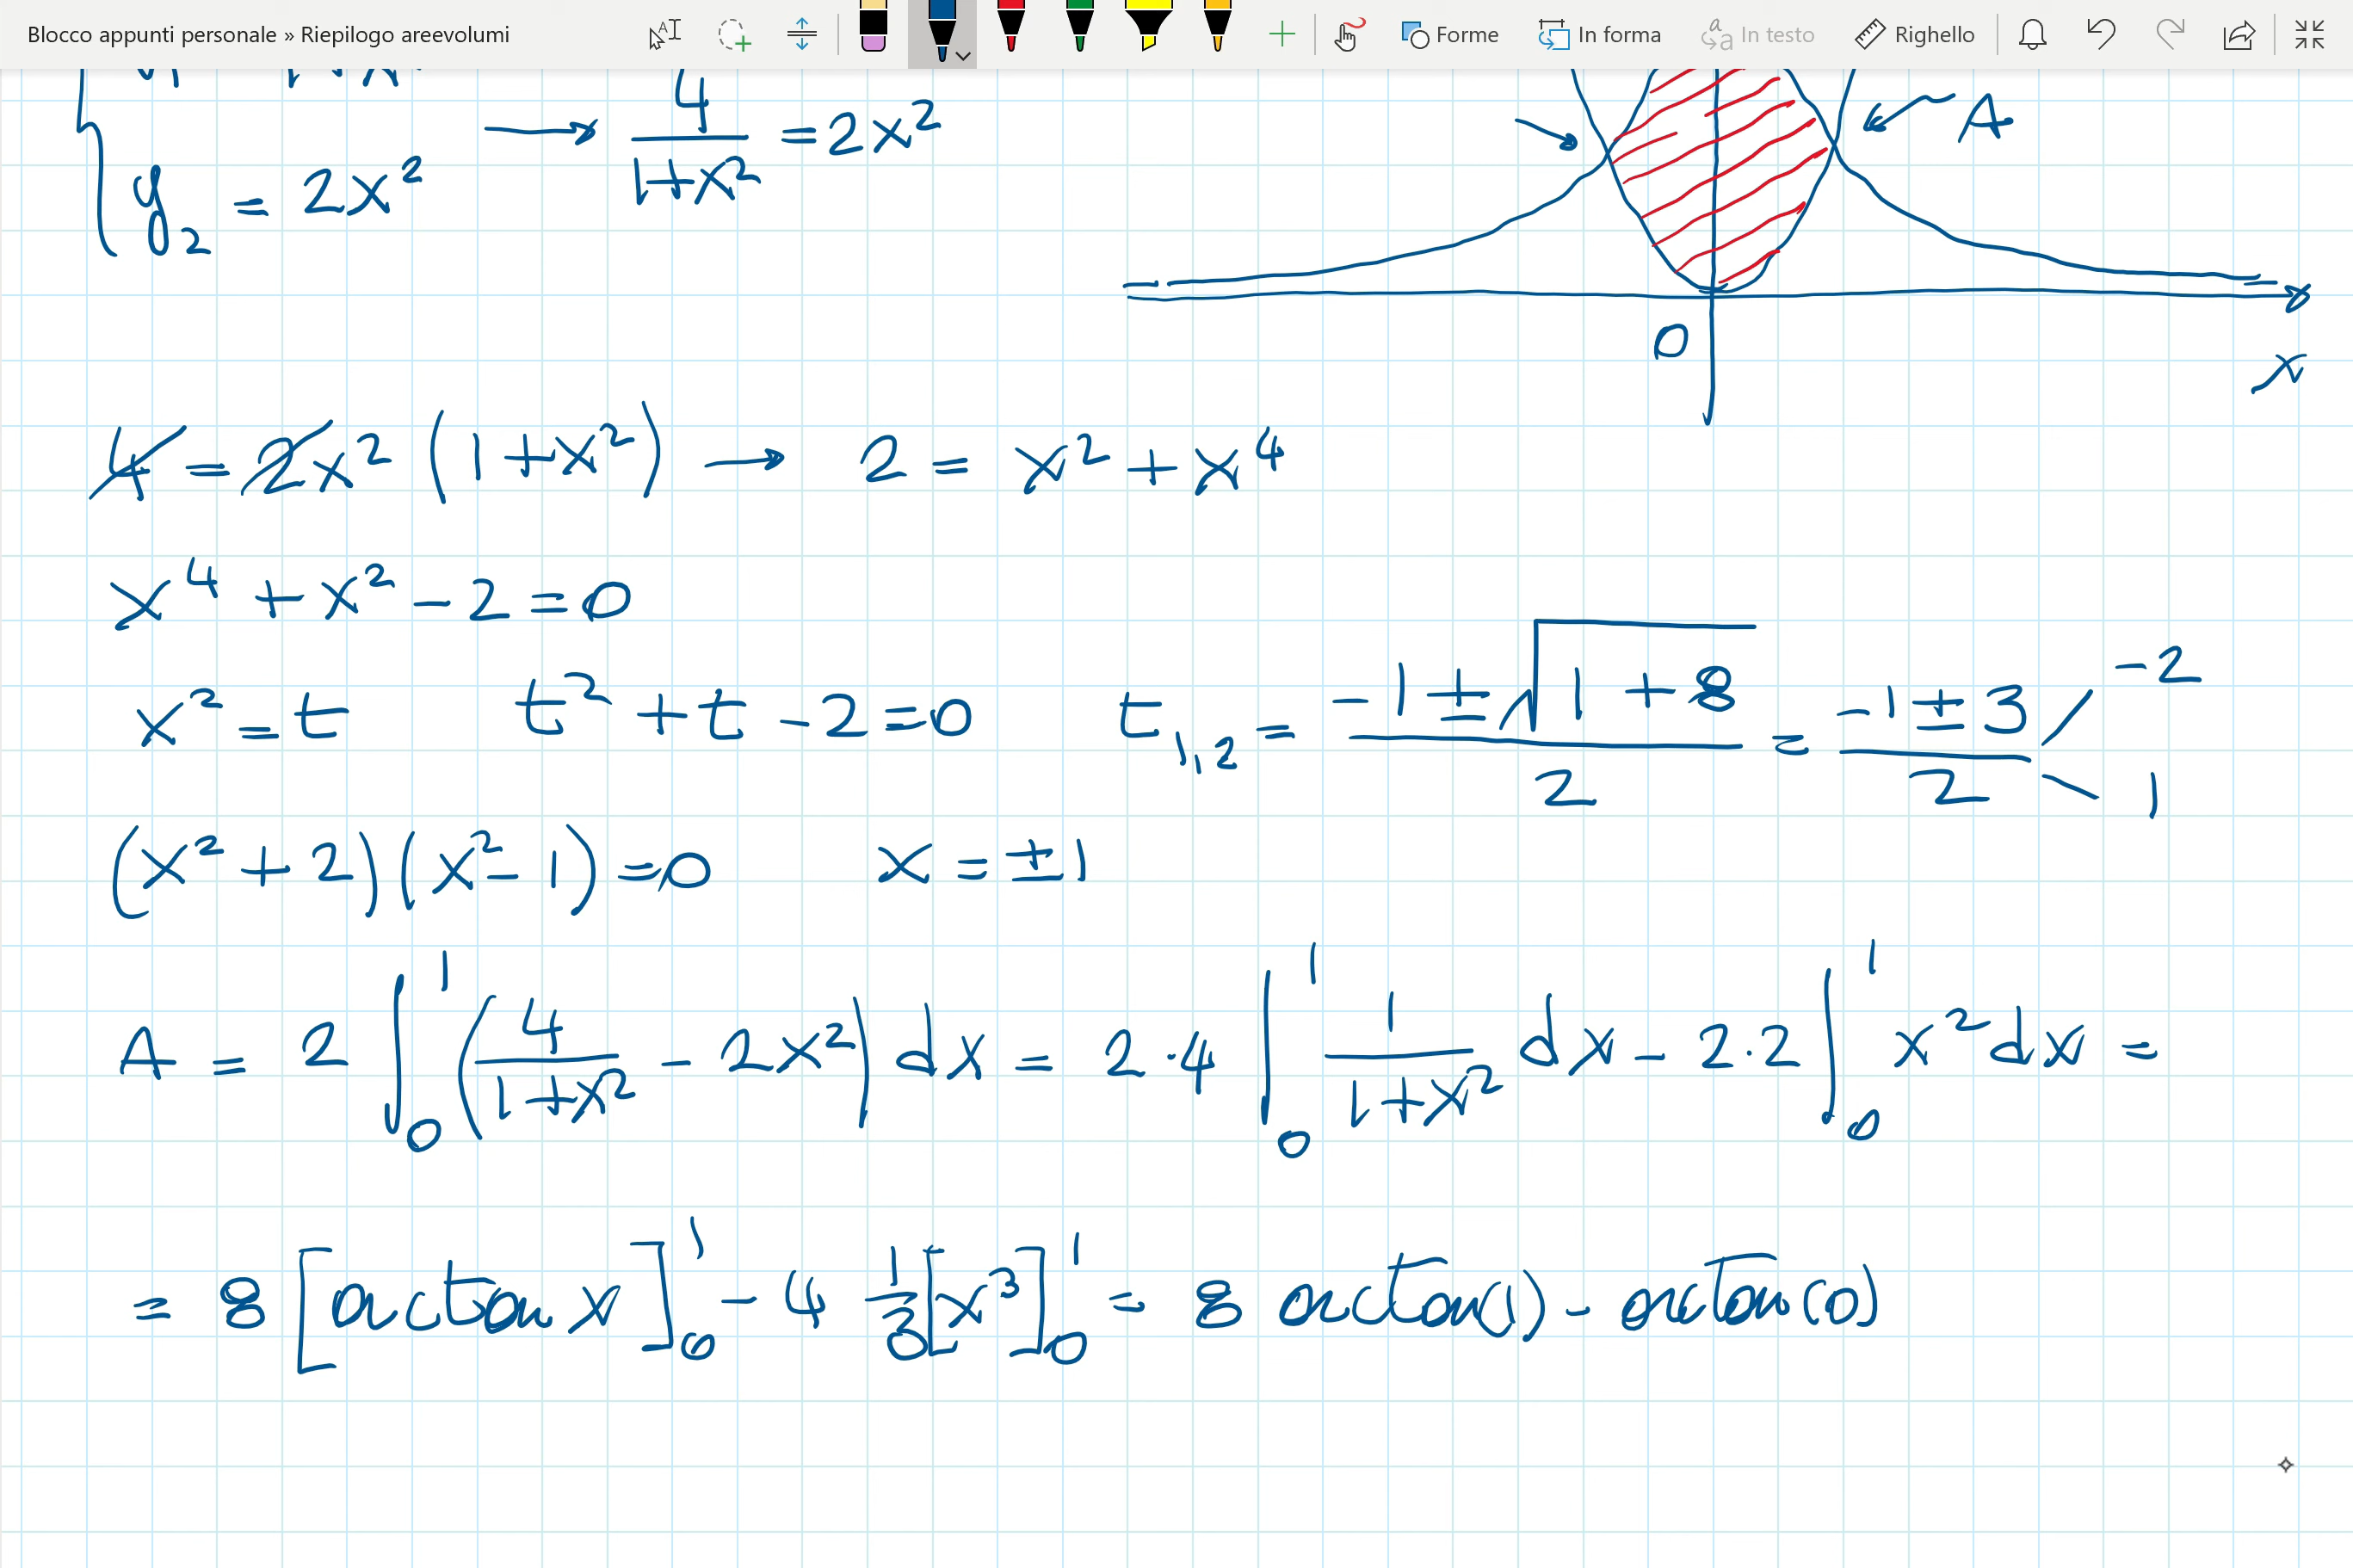 Blocco appunti personale » Riepilogo areevolumi
Forme
In forma
In testo
Righello
y₂ = 2x² → 4/(1+x²) = 2x²
A
0
x
4 = 2x² (1+x²) → 2 = x² + x⁴
x⁴ + x² - 2 = 0
x² = t t² + t - 2 = 0 t₁,₂ = (-1 ± √(1 + 8))/2 = (-1 ± 3)/2 -2 1
(x² + 2)(x² - 1) = 0 x = ±1
A = 2 ∫₀¹ (4/(1+x²) - 2x²) dx = 2·4 ∫₀¹ 1/(1+x²) dx - 2·2 ∫₀¹ x² dx =
= 8 [arctan x]₀¹ - 4 1/3 [x³]₀¹ = 8 arctan(1) - arctan(0)